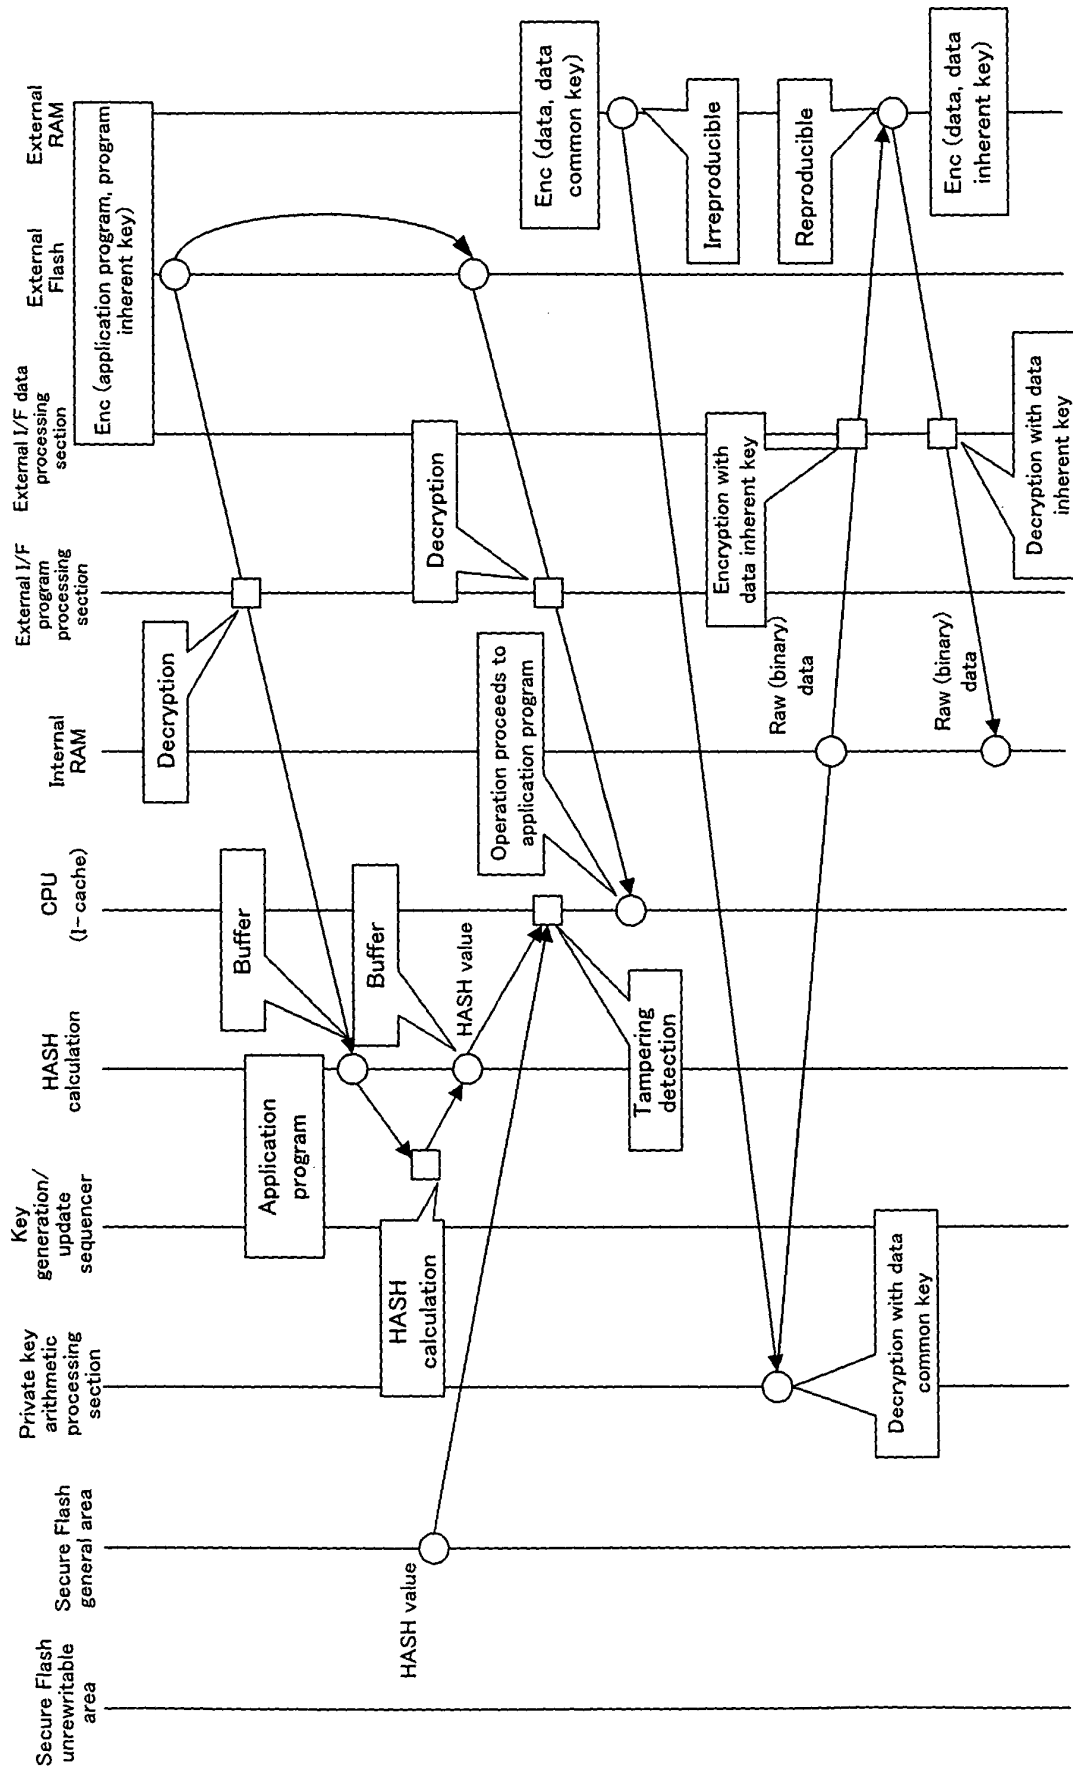 Secure Flash
unrewritable
area
Secure Flash
general area
Private key
arithmetic
processing
section
Key
generation/
update
sequencer
HASH
calculation
CPU
(I-cache)
Internal
RAM
External I/F
program
processing
section
External I/F data
processing
section
External
Flash
External
RAM
Enc (application program, program
inherent key)
Decryption
Buffer
Application
program
Buffer
HASH
calculation
HASH value
HASH value
Decryption
Operation proceeds to
application program
Tampering
detection
Enc (data, data
common key)
Irreproducible
Reproducible
Encryption with
data inherent key
Raw (binary)
data
Decryption with data
common key
Enc (data, data
inherent key)
Raw (binary)
data
Decryption with data
inherent key